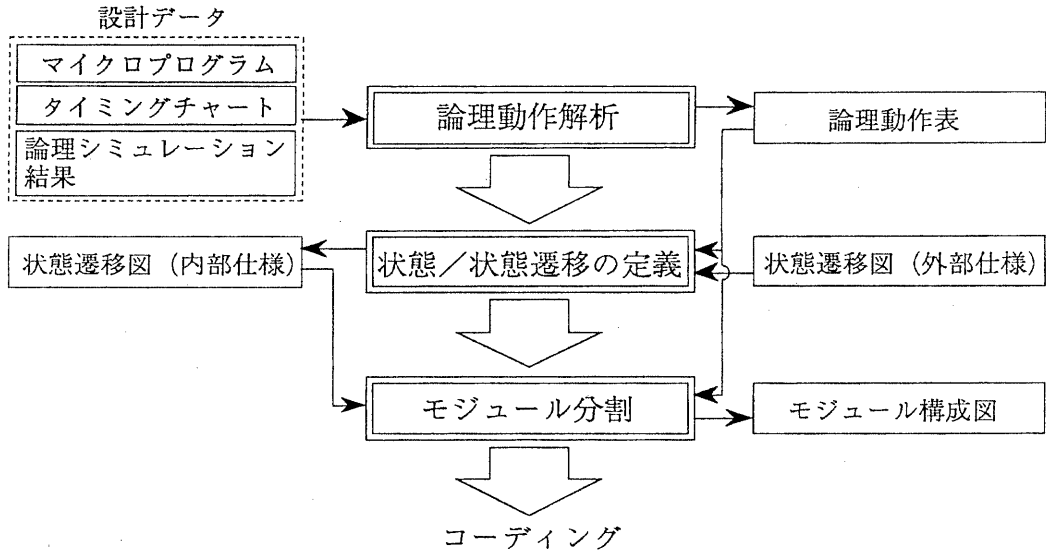 設計データ
マイクロプログラム
タイミングチャート
論理シミュレーション
結果
論理動作解析
論理動作表
状態遷移図（内部仕様）
状態／状態遷移の定義
状態遷移図（外部仕様）
モジュール分割
モジュール構成図
コーディング